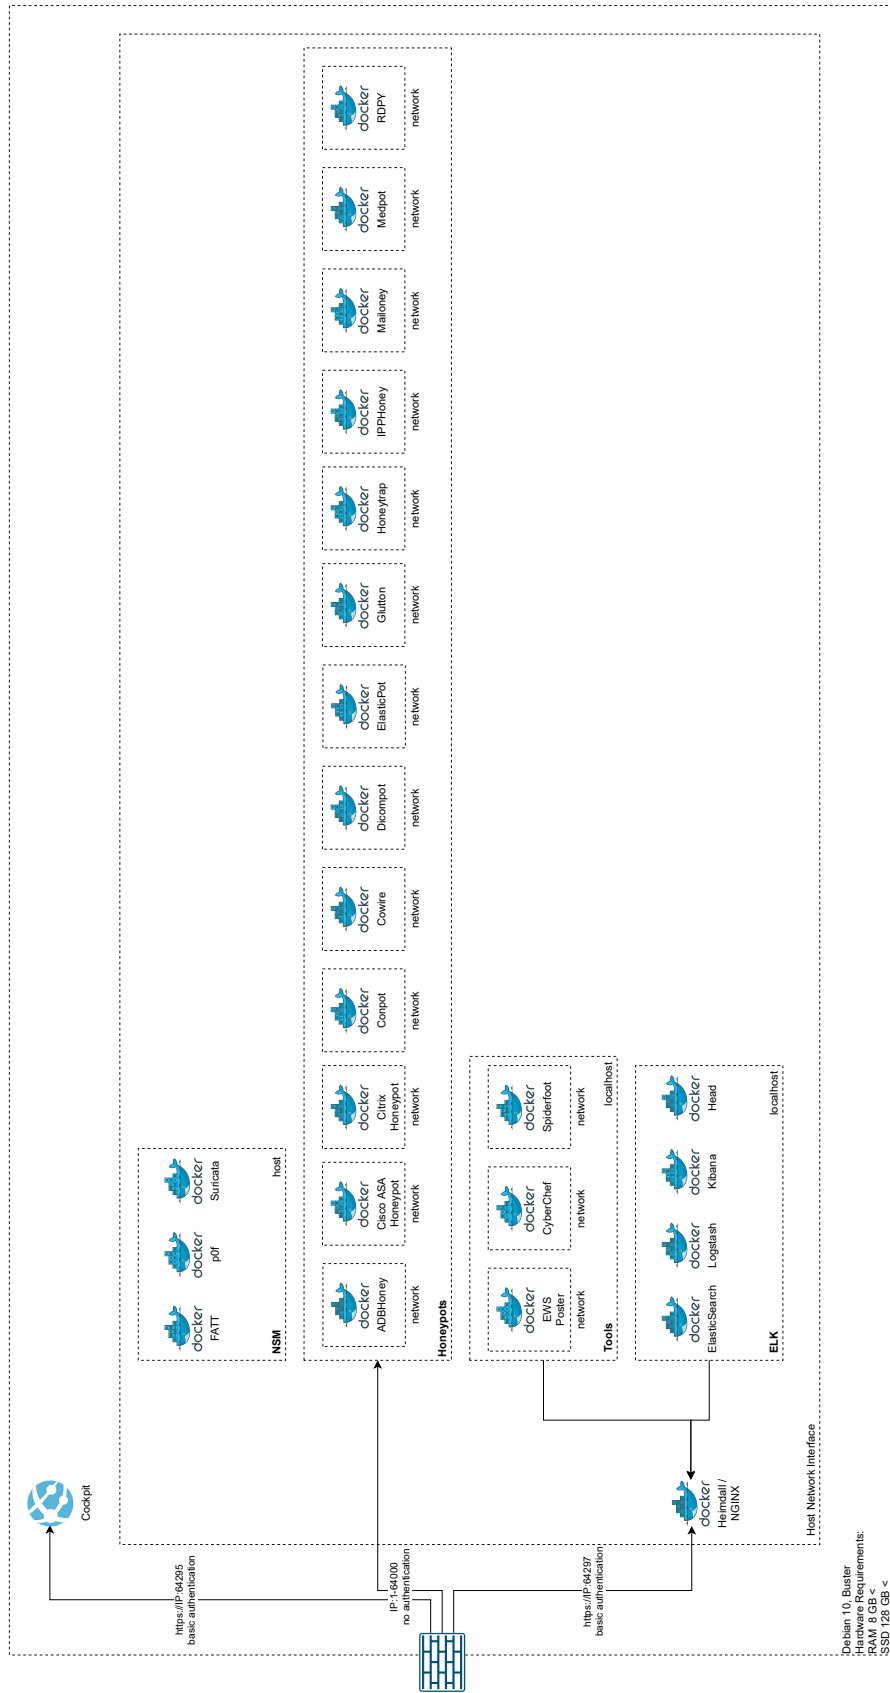 Cockpit
https://IP:64295
basic authentication
docker
FATT
docker
p0f
docker
Suricata
NSM
host
IP:1-64000
no authentication
docker
ADBHoney
network
docker
Cisco ASA
Honeypot
network
docker
Citrix
Honeypot
network
docker
Conpot
network
docker
Cowire
network
docker
Dicompot
network
docker
ElasticPot
network
docker
Glutton
network
docker
Honeytrap
network
docker
IPPHoney
network
docker
Mailoney
network
docker
Medpot
network
docker
RDPY
network
Honeypots
docker
EWS
Poster
network
docker
CyberChef
network
docker
Spiderfoot
network
Tools
localhost
https://IP:64297
basic authentication
docker
Heimdall /
NGINX
docker
ElasticSearch
docker
Logstash
docker
Kibana
docker
Head
ELK
localhost
Host Network Interface
Debian 10, Buster
Hardware Requirements:
RAM 8 GB <
SSD 128 GB <